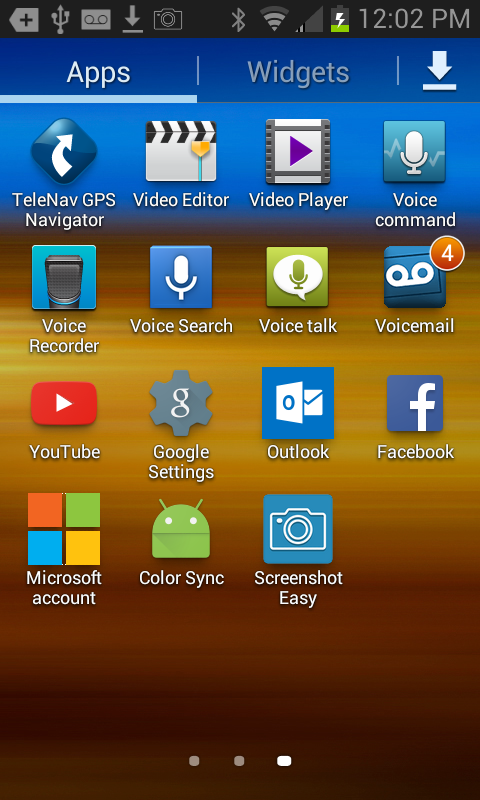 12:02 PM
Apps
Widgets
TeleNav GPS
Navigator
Video Editor
Video Player
Voice
command
Voice
Recorder
Voice Search
Voice talk
4
Voicemail
YouTube
g
Google
Settings
o
Outlook
f
Facebook
Microsoft
account
Color Sync
Screenshot
Easy